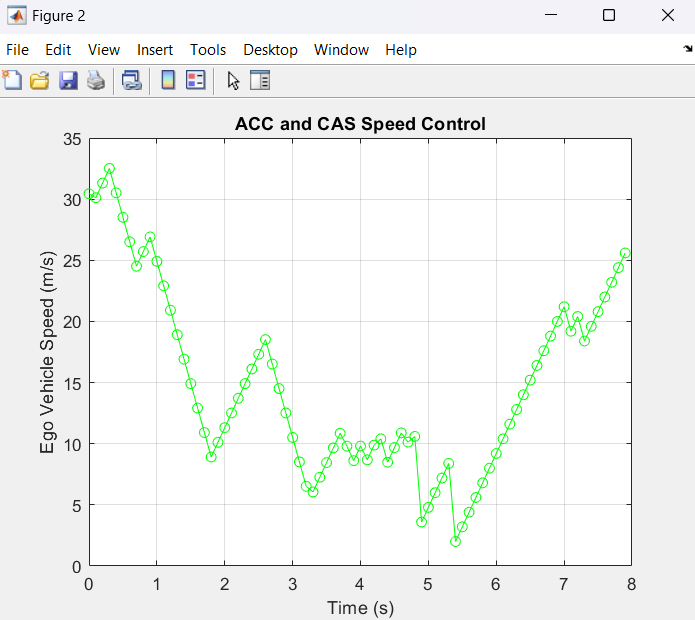 Figure 2
File Edit View Insert Tools Desktop Window Help
ACC and CAS Speed Control
Ego Vehicle Speed (m/s)
35
30
25
20
15
10
5
0
0 1 2 3 4 5 6 7 8
Time (s)